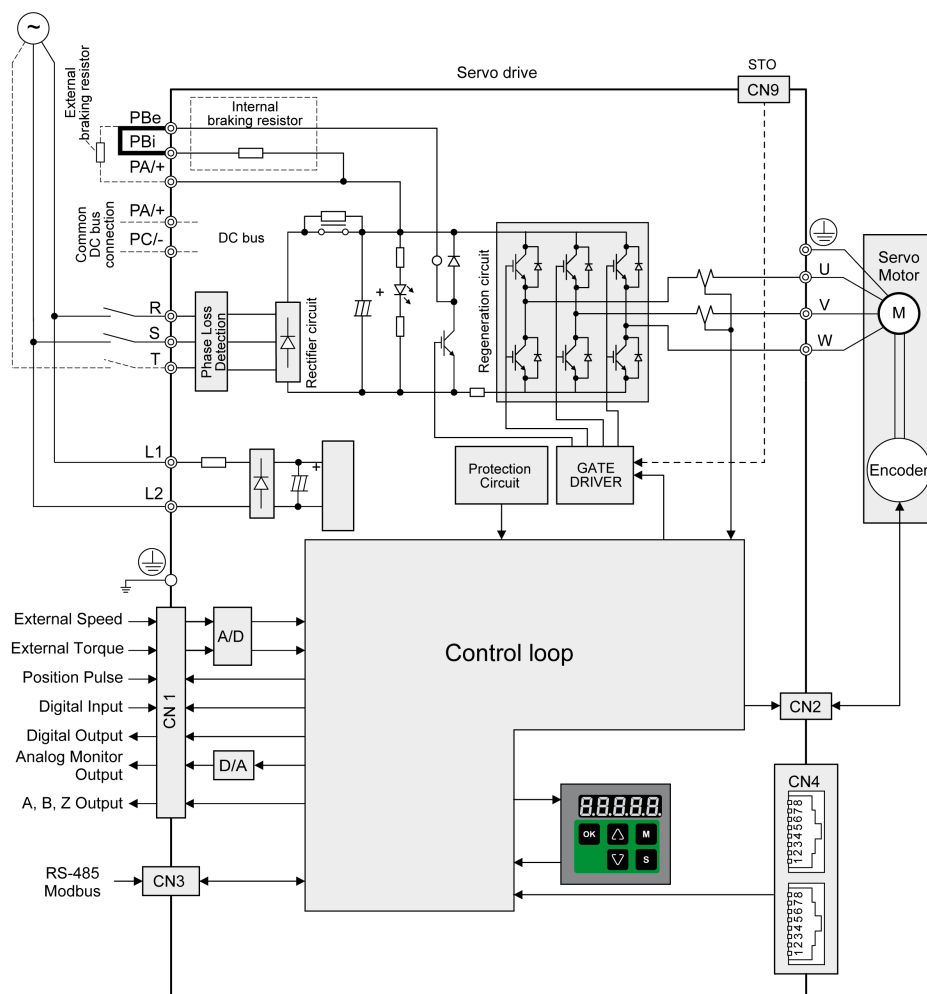 ~
STO
Servo drive
CN9
External
braking resistor
PBe
PBi
PA/+
Internal
braking resistor
Common
DC bus
connection
PA/+
PC/-
DC bus
R
S
T
Phase Loss
Detection
Rectifier circuit
+
Regeneration circuit
U
V
W
Servo
Motor
M
Encoder
L1
L2
+
Protection
Circuit
GATE
DRIVER
External Speed
External Torque
Position Pulse
Digital Input
Digital Output
Analog Monitor
Output
A, B, Z Output
CN 1
A/D
D/A
Control loop
CN2
CN4
12345678
12345678
8.8.8.8.8.
OK
M
S
RS-485
Modbus
CN3